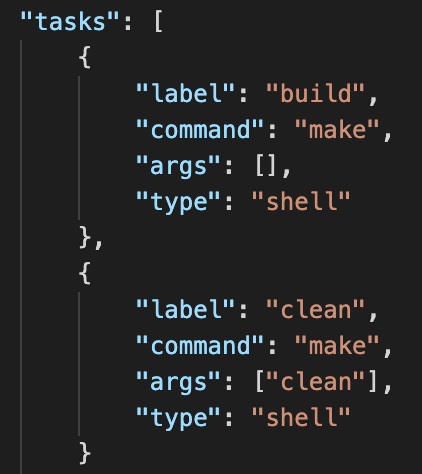 "tasks": [
{
"label": "build",
"command": "make",
"args": [],
"type": "shell"
},
{
"label": "clean",
"command": "make",
"args": ["clean"],
"type": "shell"
}